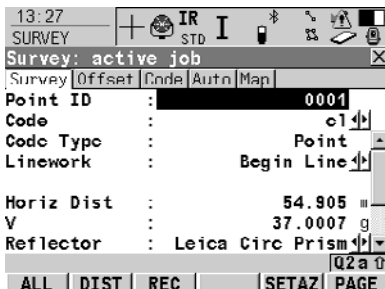 13:27 IR
SURVEY STD I
Survey: active job X
Survey Offset Code Auto Map
Point ID : 0001
Code : cl
Code Type : Point
Linework : Begin Line
Horiz Dist : 54.905 m
V : 37.0007 g
Reflector : Leica Circ Prism
Q2a⇧
ALL DIST REC SETAZ PAGE